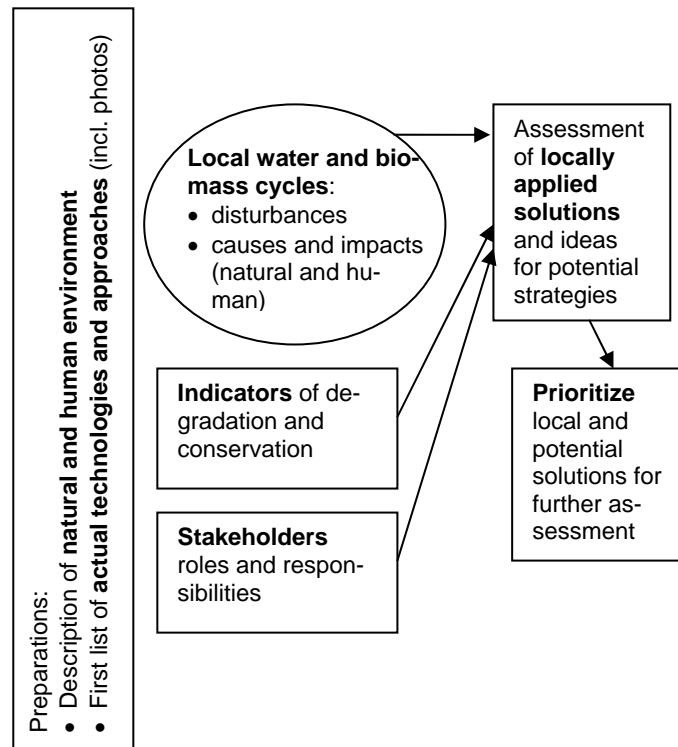 Preparations:
• Description of natural and human environment
• First list of actual technologies and approaches (incl. photos)
Local water and bio-
mass cycles:
• disturbances
• causes and impacts
(natural and hu-
man)
Indicators of de-
gradation and
conservation
Stakeholders
roles and respon-
sibilities
Assessment
of locally
applied
solutions
and ideas
for potential
strategies
Prioritize
local and
potential
solutions for
further as-
sessment